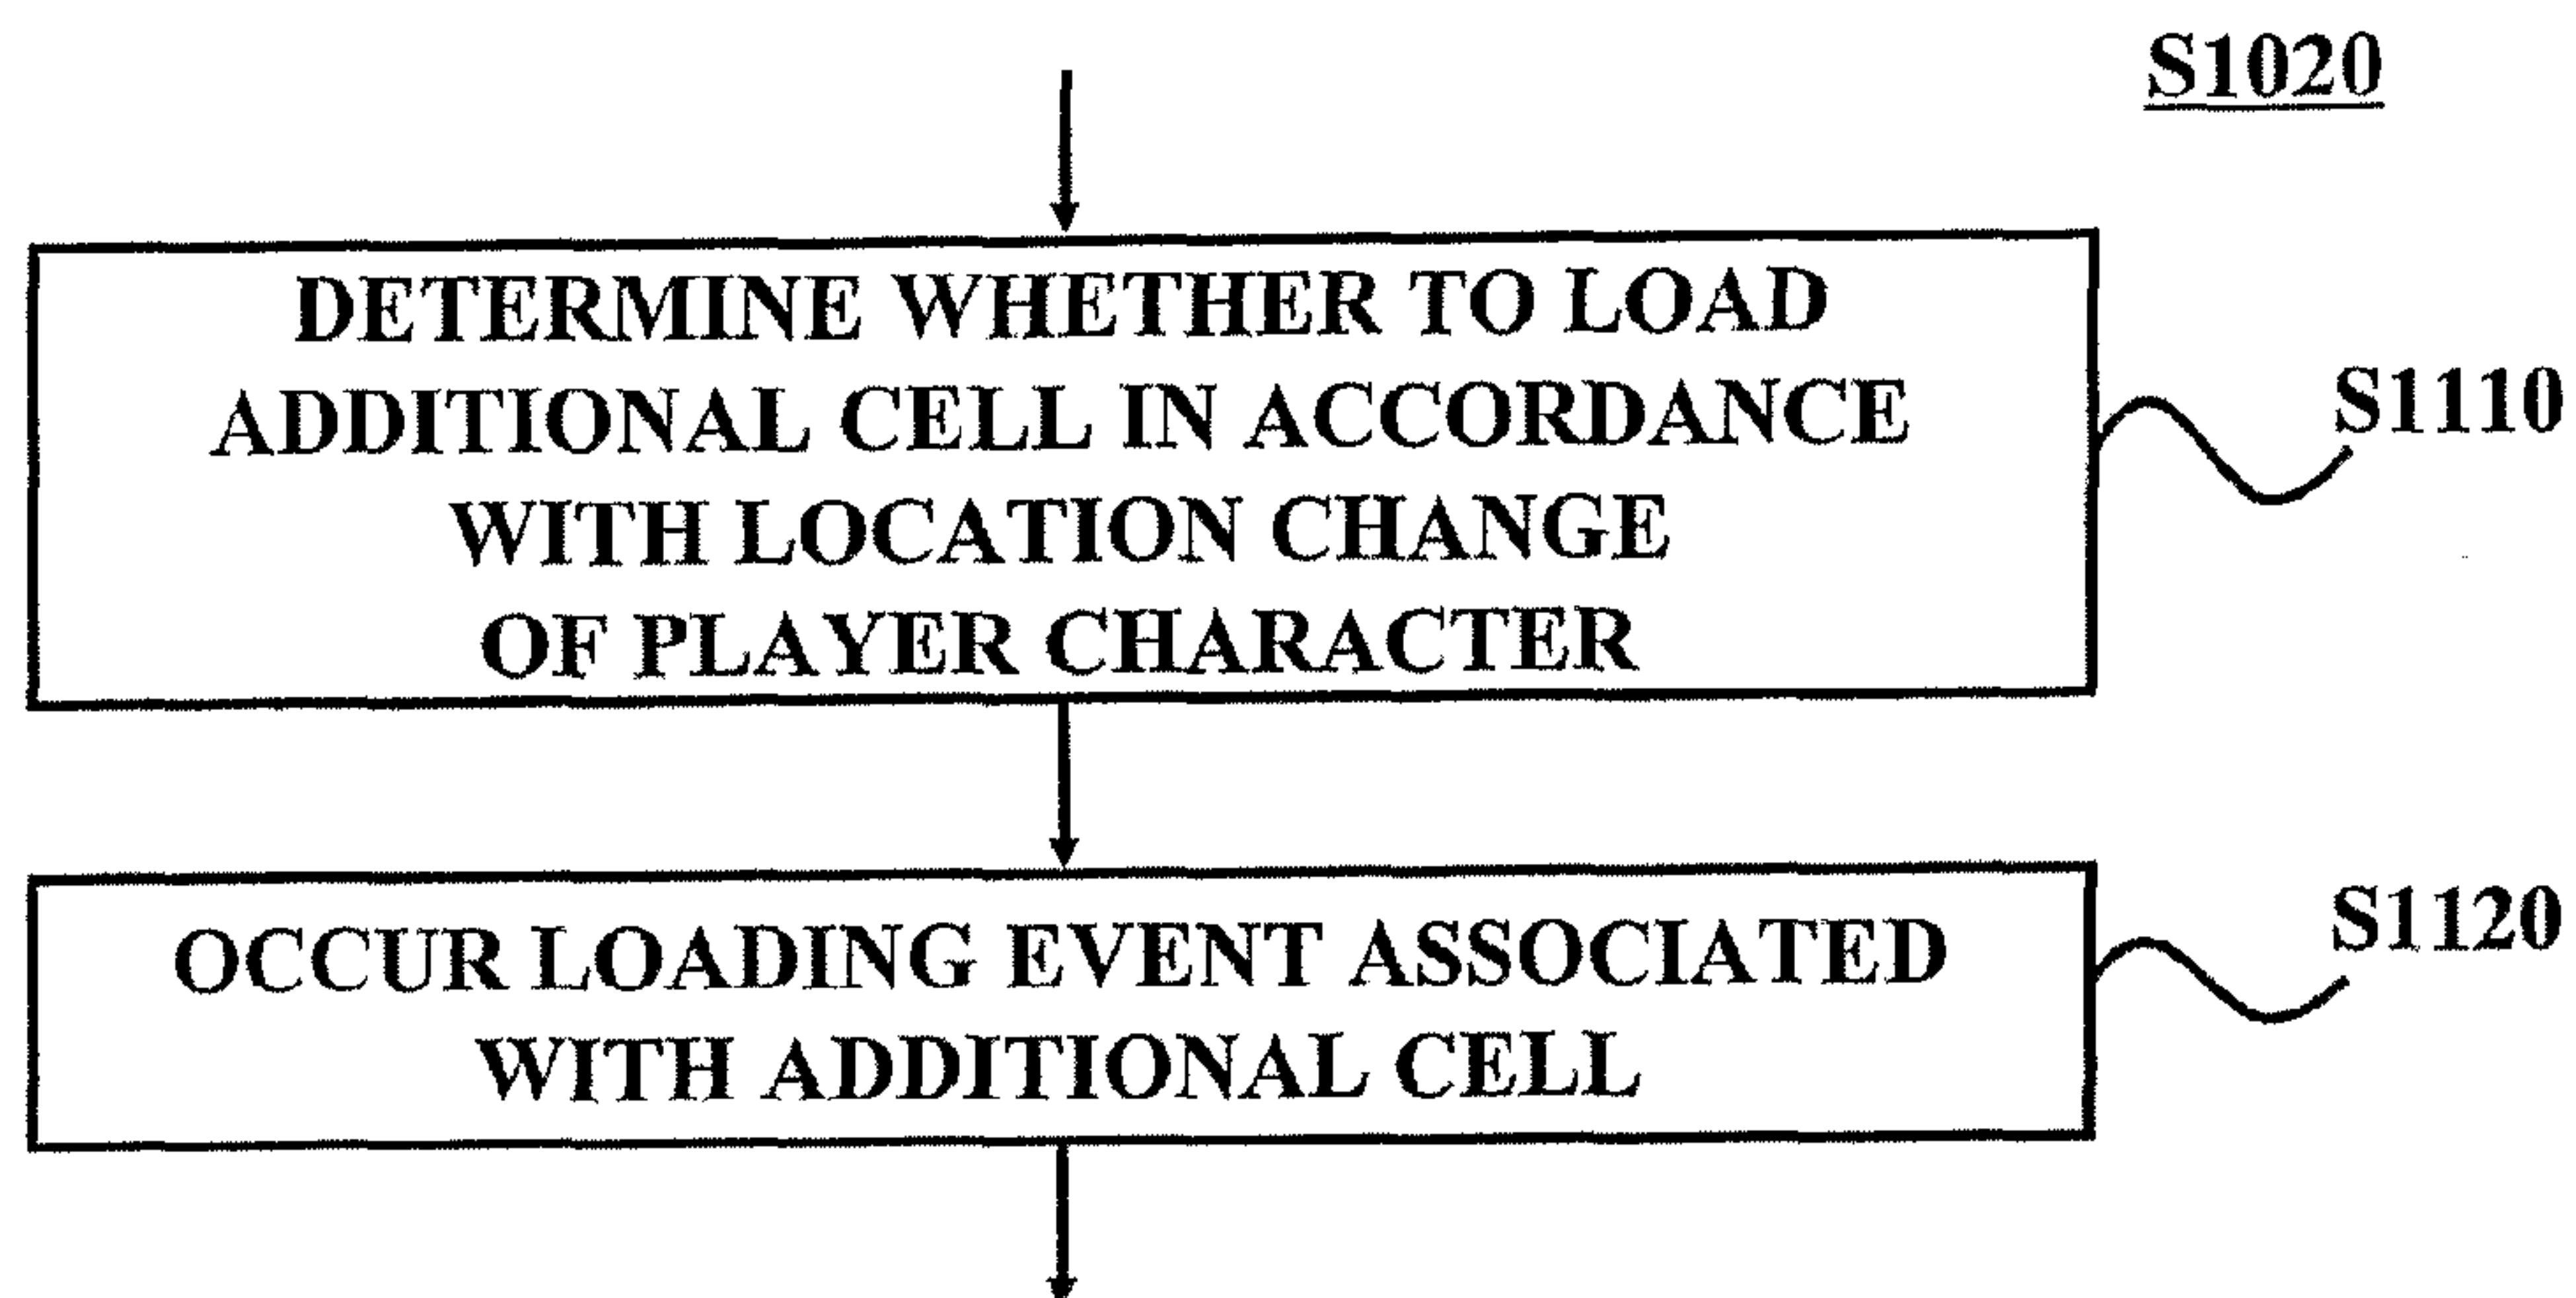 S1020
DETERMINE WHETHER TO LOAD
ADDITIONAL CELL IN ACCORDANCE
WITH LOCATION CHANGE
OF PLAYER CHARACTER
S1110
OCCUR LOADING EVENT ASSOCIATED
WITH ADDITIONAL CELL
S1120